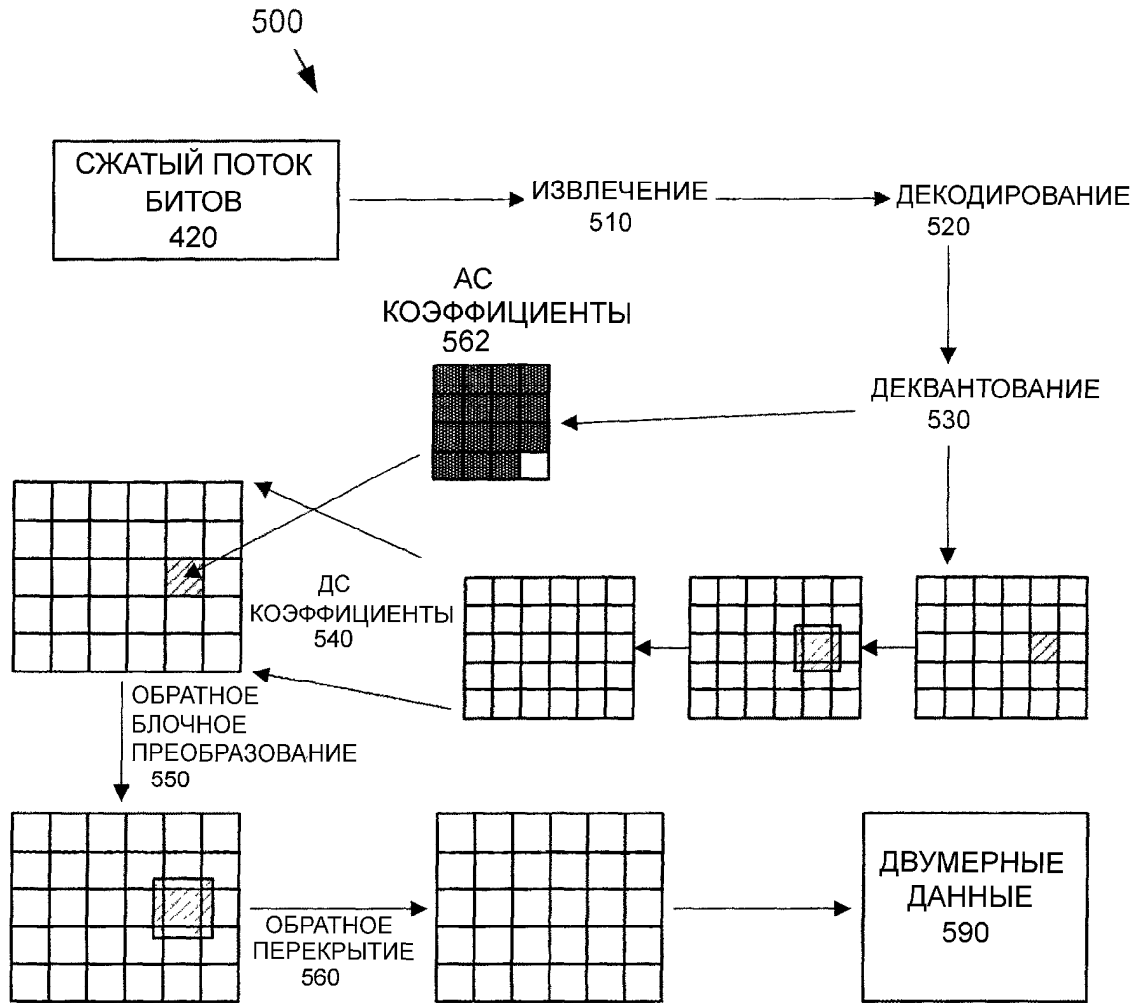 500
СЖАТЫЙ ПОТОК
БИТОВ
420
ИЗВЛЕЧЕНИЕ
510
ДЕКОДИРОВАНИЕ
520
АС
КОЭФФИЦИЕНТЫ
562
ДЕКВАНТОВАНИЕ
530
ДС
КОЭФФИЦИЕНТЫ
540
ОБРАТНОЕ
БЛОЧНОЕ
ПРЕОБРАЗОВАНИЕ
550
ОБРАТНОЕ
ПЕРЕКРЫТИЕ
560
ДВУМЕРНЫЕ
ДАННЫЕ
590